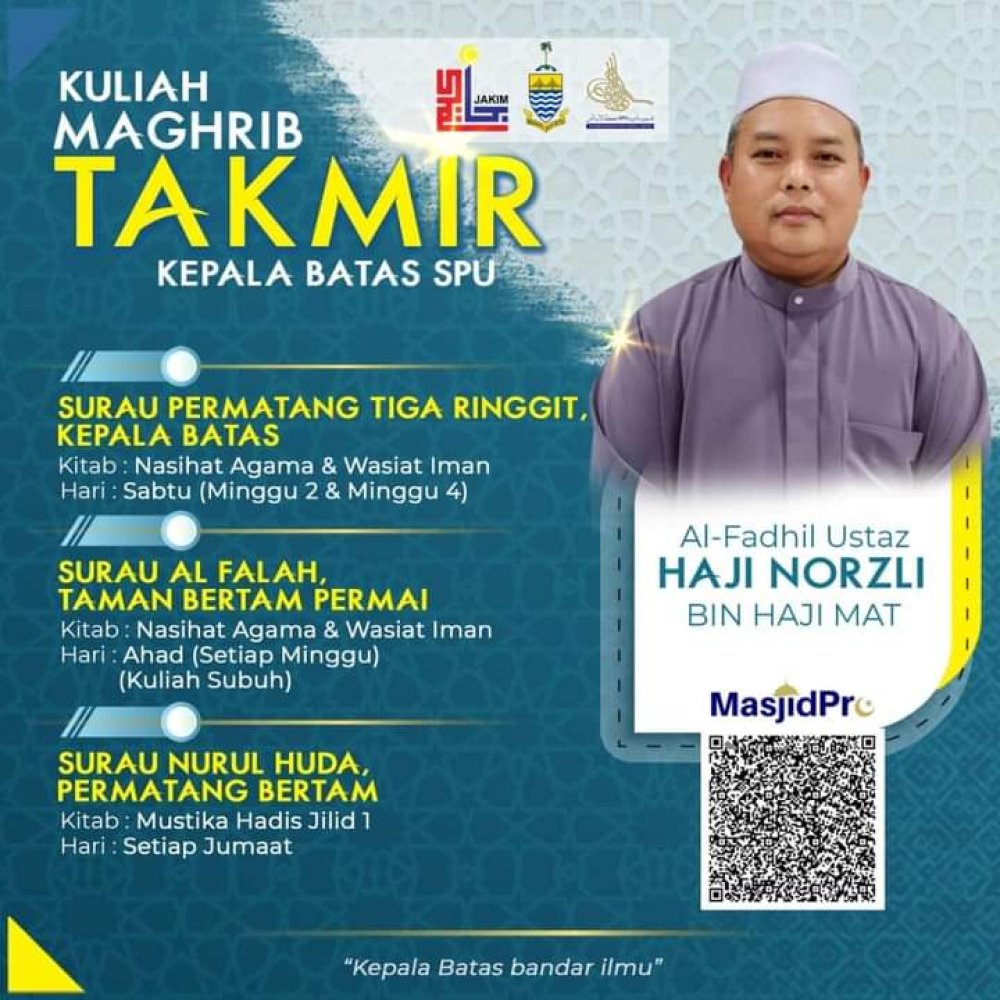 KULIAH
MAGHRIB
TAKMIR
KEPALA BATAS SPU
JAKIM
SURAU PERMATANG TIGA RINGGIT,
KEPALA BATAS
Kitab : Nasihat Agama & Wasiat Iman
Hari : Sabtu (Minggu 2 & Minggu 4)
SURAU AL FALAH,
TAMAN BERTAM PERMAI
Kitab : Nasihat Agama & Wasiat Iman
Hari : Ahad (Setiap Minggu)
(Kuliah Subuh)
SURAU NURUL HUDA,
PERMATANG BERTAM
Kitab : Mustika Hadis Jilid 1
Hari : Setiap Jumaat
Al-Fadhil Ustaz
HAJI NORZLI
BIN HAJI MAT
MasjidPro
"Kepala Batas bandar ilmu"